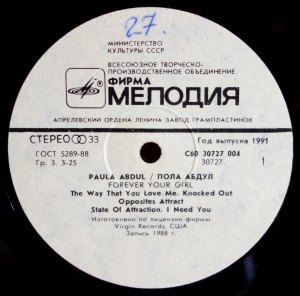 27.
МИНИСТЕРСТВО
КУЛЬТУРЫ СССР
ВСЕСОЮЗНОЕ ТВОРЧЕСКО-
ПРОИЗВОДСТВЕННОЕ ОБЪЕДИНЕНИЕ
ФИРМА
МЕЛОДИЯ
АПРЕЛЕВСКИЙ ОРДЕНА ЛЕНИНА ЗАВОД ГРАМПЛАСТИНОК
СТЕРЕО 33
Год выпуска 1991
ГОСТ 5289-88
С60 30727 004
Гр. 3. 3-25
30727
1
PAULA ABDUL / ПОЛА АБДУЛ
FOREVER YOUR GIRL
The Way That You Love Me. Knocked Out
Opposites Attract
State Of Attraction. I Need You
Изготовлено по лицензии фирмы
Virgin Records, США
Запись 1988 г.